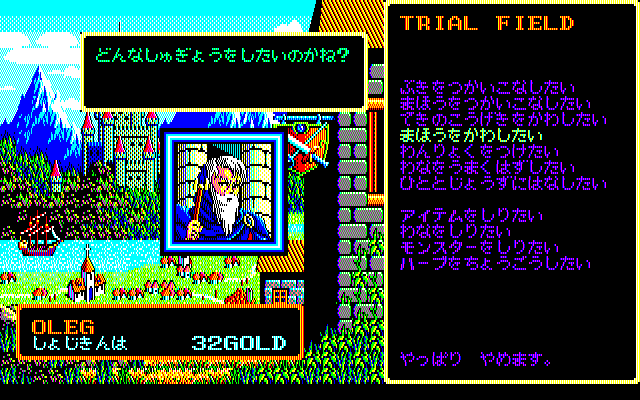 どんなしゅぎょうをしたいのかね?
TRIAL FIELD
ぶきをつかいこなしたい
まほうをつかいこなしたい
てきのこうげきをかわしたい
まほうをかわしたい
わんりょくをつけたい
わなをうまくはずしたい
ひととじょうずにはなしたい
アイテムをしりたい
わなをしりたい
モンスターをしりたい
ハーブをちょうごうしたい
やっぱり やめます。
OLEG
しょじきんは 32GOLD